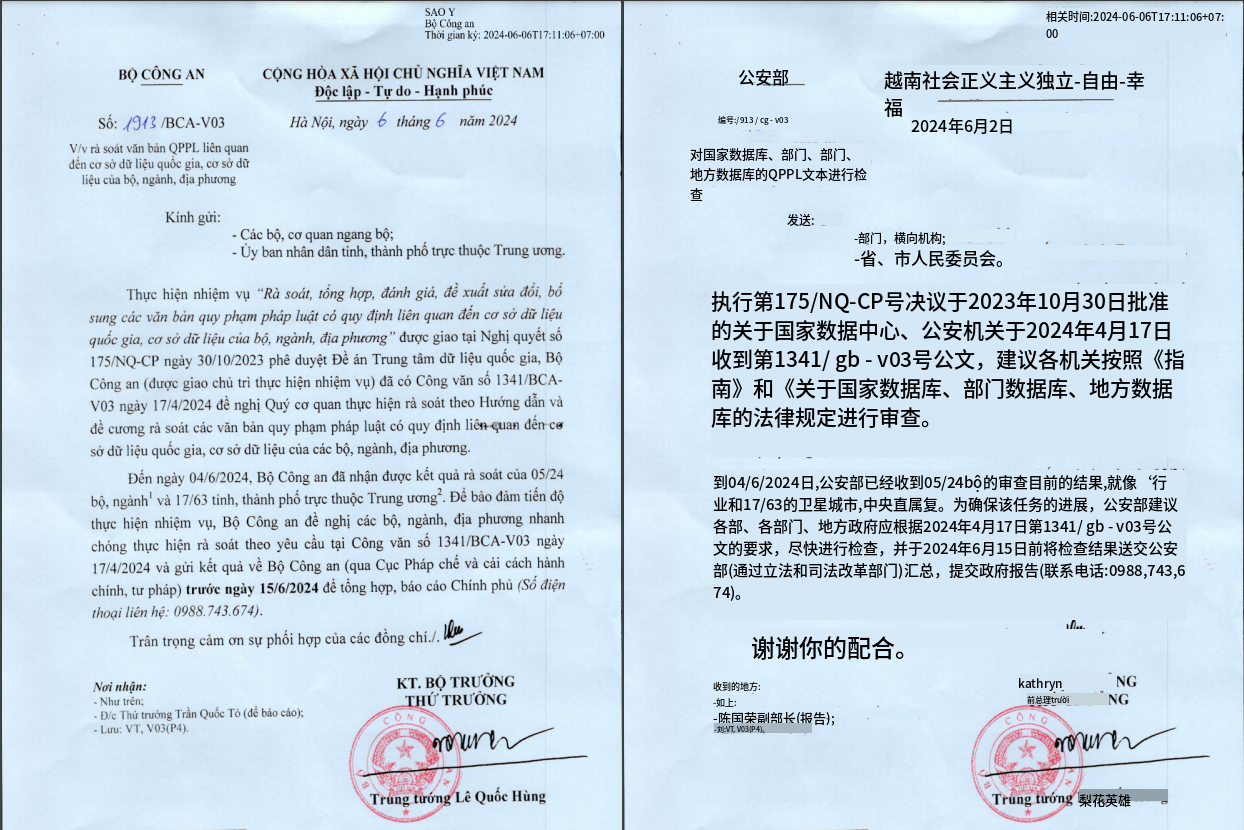 SAO Y
Bộ Công an
Thời gian ký: 2024-06-06T17:11:06+07:00
BỘ CÔNG AN
CỘNG HÒA XÃ HỘI CHỦ NGHĨA VIỆT NAM
Độc lập - Tự do - Hạnh phúc
Số: 1913 /BCA-V03
Hà Nội, ngày 6 tháng 6 năm 2024
V/v rà soát văn bản QPPL liên quan
đến cơ sở dữ liệu quốc gia, cơ sở dữ
liệu của bộ, ngành, địa phương
Kính gửi:
- Các bộ, cơ quan ngang bộ;
- Ủy ban nhân dân tỉnh, thành phố trực thuộc Trung ương.
Thực hiện nhiệm vụ “Rà soát, tổng hợp, đánh giá, đề xuất sửa đổi, bổ
sung các văn bản quy phạm pháp luật có quy định liên quan đến cơ sở dữ liệu
quốc gia, cơ sở dữ liệu của bộ, ngành, địa phương” được giao tại Nghị quyết số
175/NQ-CP ngày 30/10/2023 phê duyệt Đề án Trung tâm dữ liệu quốc gia, Bộ
Công an (được giao chủ trì thực hiện nhiệm vụ) đã có Công văn số 1341/BCA-
V03 ngày 17/4/2024 đề nghị Quý cơ quan thực hiện rà soát theo Hướng dẫn và
đề cương rà soát các văn bản quy phạm pháp luật có quy định liên quan đến cơ
sở dữ liệu quốc gia, cơ sở dữ liệu của các bộ, ngành, địa phương.
Đến ngày 04/6/2024, Bộ Công an đã nhận được kết quả rà soát của 05/24
bộ, ngành¹ và 17/63 tỉnh, thành phố trực thuộc Trung ương². Để bảo đảm tiến độ
thực hiện nhiệm vụ, Bộ Công an đề nghị các bộ, ngành, địa phương nhanh
chóng thực hiện rà soát theo yêu cầu tại Công văn số 1341/BCA-V03 ngày
17/4/2024 và gửi kết quả về Bộ Công an (qua Cục Pháp chế và cải cách hành
chính, tư pháp) trước ngày 15/6/2024 để tổng hợp, báo cáo Chính phủ (Số điện
thoại liên hệ: 0988.743.674).
Trân trọng cảm ơn sự phối hợp của các đồng chí./.
Nơi nhận:
- Như trên;
- Đ/c Thứ trưởng Trần Quốc Tỏ (để báo cáo);
- Lưu: VT, V03(P4).
KT. BỘ TRƯỞNG
THỨ TRƯỞNG
Trung tướng Lê Quốc Hùng
相关时间:2024-06-06T17:11:06+07:
00
公安部
越南社会正义主义独立-自由-幸
福
编号:/913 / cg - v03
2024年6月2日
对国家数据库、部门、部门、
地方数据库的QPPL文本进行检
查
发送:
-部门，横向机构;
-省、市人民委员会。
执行第175/NQ-CP号决议于2023年10月30日批准
的关于国家数据中心、公安机关于2024年4月17日
收到第1341/ gb - v03号公文，建议各机关按照《指
南》和《关于国家数据库、部门数据库、地方数据
库的法律规定进行审查。
到04/6/2024日,公安部已经收到05/24bộ的审查目前的结果,就像‘行
业和17/63的卫星城市,中央直属复。为确保该任务的进展，公安部建议
各部、各部门、地方政府应根据2024年4月17日第1341/ gb - v03号公
文的要求，尽快进行检查，并于2024年6月15日前将检查结果送交公安
部(通过立法和司法改革部门)汇总，提交政府报告(联系电话:0988,743,6
74)。
谢谢你的配合。
收到的地方:
-如上:
-陈国荣副部长(报告);
-刘:VT, V03(P4)。
kathryn NG
前总理trười NG
Trung tướng 梨花英雄